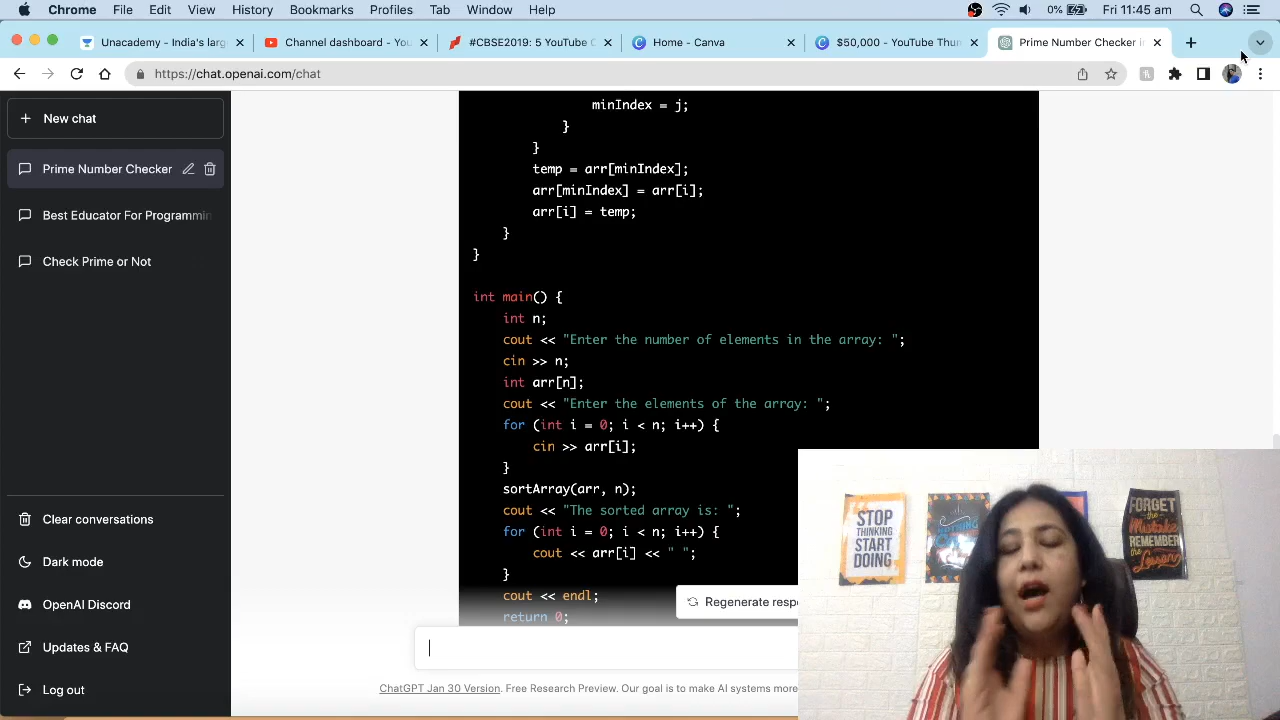 Chrome File Edit View History Bookmarks Profiles Tab Window Help 0% Fri 11:45 am
Unacademy - India's larg Channel dashboard - You #CBSE2019: 5 YouTube C Home - Canva $50,000 - YouTube Thun Prime Number Checker in
https://chat.openai.com/chat
New chat
Prime Number Checker
Best Educator For Programmin
Check Prime or Not
Clear conversations
Dark mode
OpenAI Discord
Updates & FAQ
Log out
minIndex = j;
}
}
temp = arr[minIndex];
arr[minIndex] = arr[i];
arr[i] = temp;
}
}
int main() {
int n;
cout << "Enter the number of elements in the array: ";
cin >> n;
int arr[n];
cout << "Enter the elements of the array: ";
for (int i = 0; i < n; i++) {
cin >> arr[i];
}
sortArray(arr, n);
cout << "The sorted array is: ";
for (int i = 0; i < n; i++) {
cout << arr[i] << " ";
}
cout << endl;
return 0;
Regenerate respo
ChatGPT Jan 30 Version. Free Research Preview. Our goal is to make AI systems more
STOP
THINKING
START
DOING
FORGET
the
Mistake
REMEMBER
the Lesson